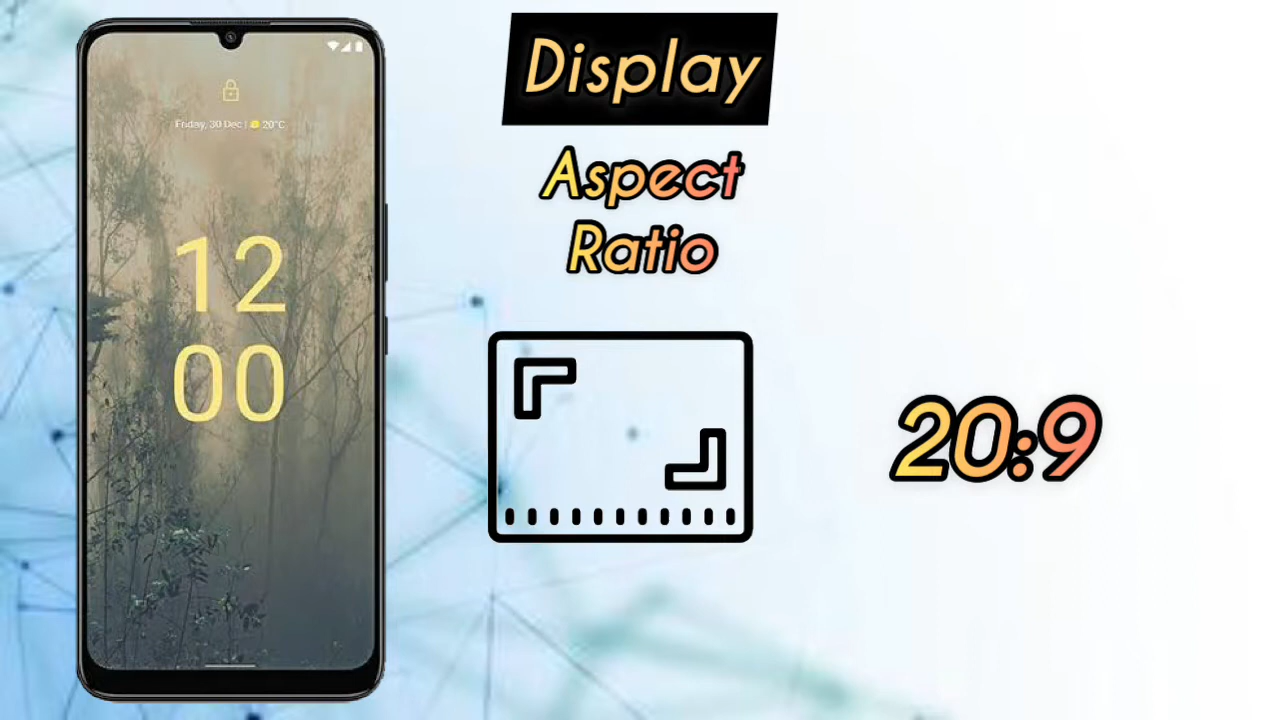 Display
Aspect
Ratio
Friday, 30 Dec | 20°C
12
00
20:9